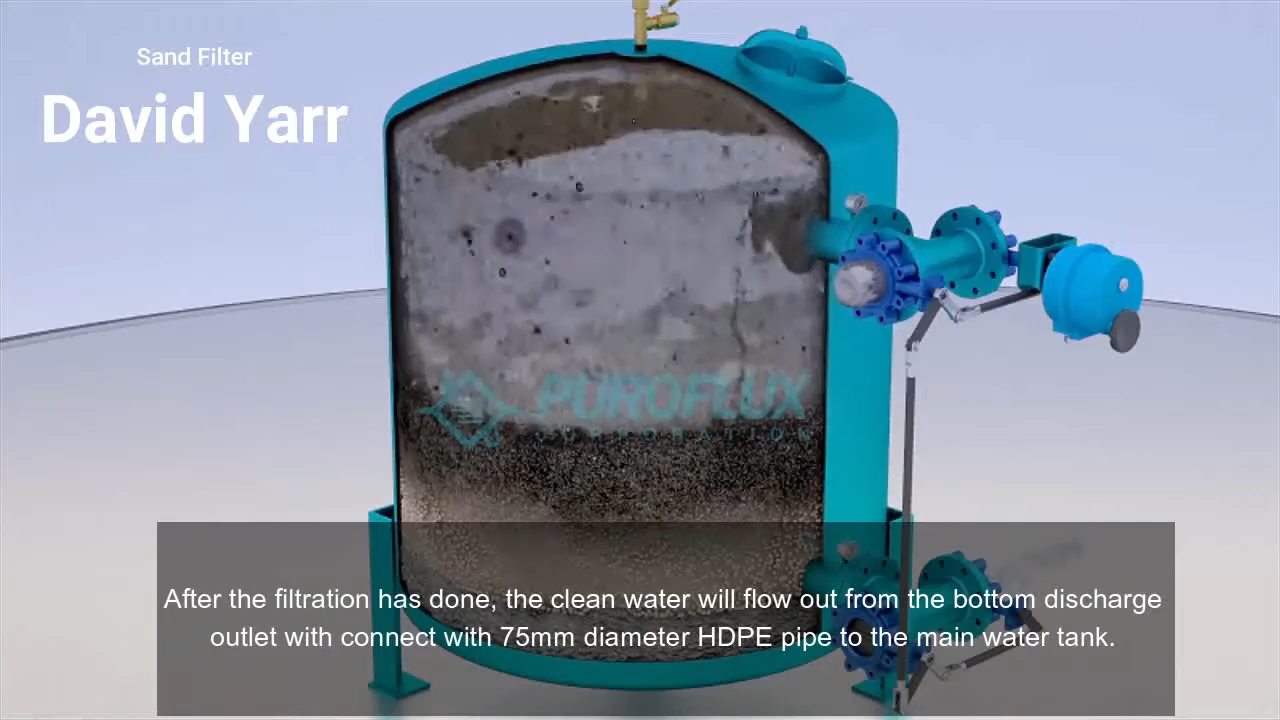 Sand Filter
David Yarr
PUROFLUX
CORPORATION
After the filtration has done, the clean water will flow out from the bottom discharge
outlet with connect with 75mm diameter HDPE pipe to the main water tank.